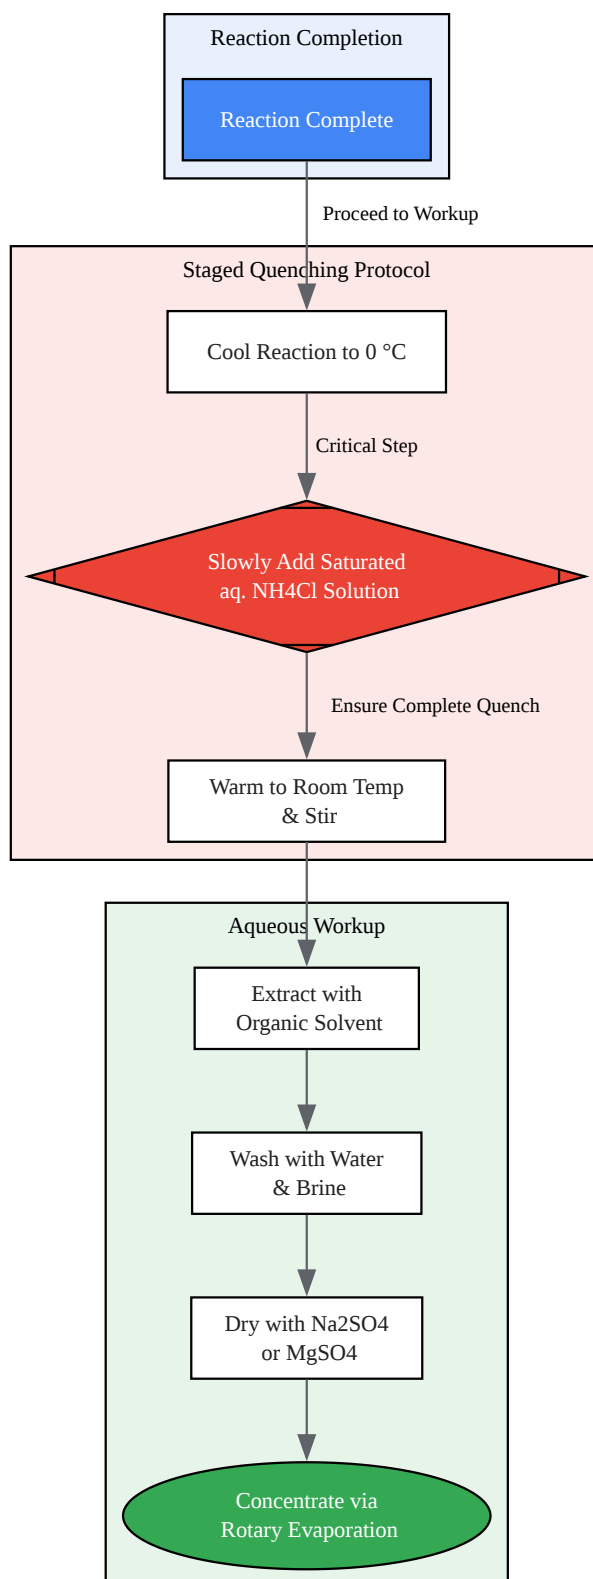 Reaction Completion
Reaction Complete
Proceed to Workup
Staged Quenching Protocol
Cool Reaction to 0 °C
Critical Step
Slowly Add Saturated
aq. NH4Cl Solution
Ensure Complete Quench
Warm to Room Temp
& Stir
Aqueous Workup
Extract with
Organic Solvent
Wash with Water
& Brine
Dry with Na2SO4
or MgSO4
Concentrate via
Rotary Evaporation